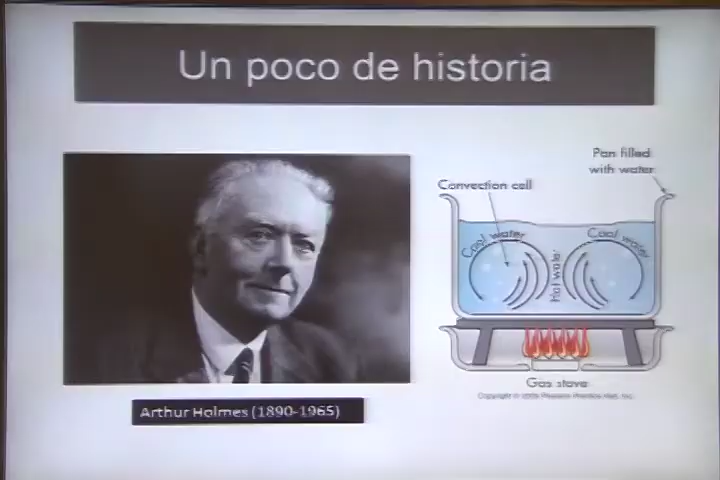 Un poco de historia
Pan filled
with water
Convection cell
Cool water
Hot water
Cool water
Gas stove
Copyright © 2005 Pearson Prentice Hall, Inc.
Arthur Holmes (1890-1965)